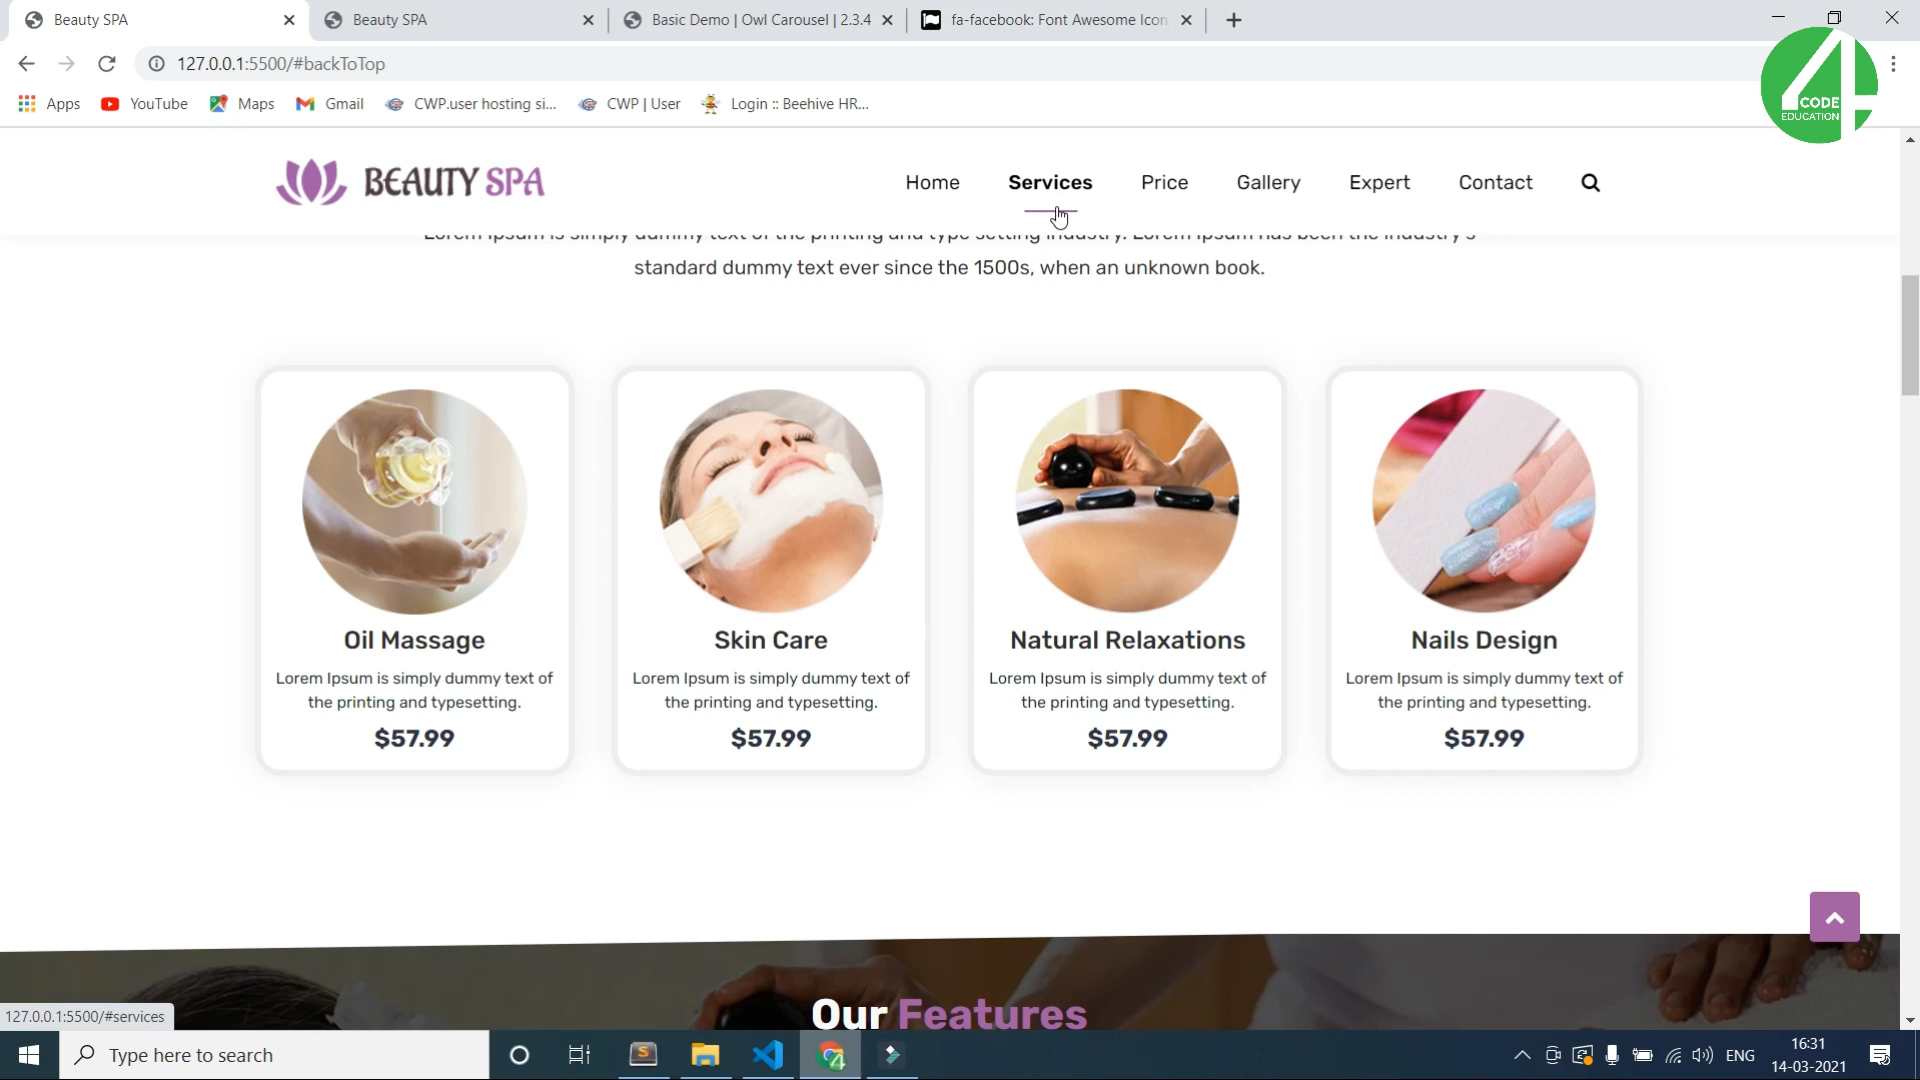 Beauty SPA
Beauty SPA
Basic Demo | Owl Carousel | 2.3.4
fa-facebook: Font Awesome Icon
127.0.0.1:5500/#backToTop
Apps
YouTube
Maps
Gmail
CWP.user hosting si...
CWP | User
Login :: Beehive HR...
4
CODE
EDUCATION
BEAUTY SPA
Home
Services
Price
Gallery
Expert
Contact
Lorem Ipsum is simply dummy text of the printing and type setting industry. Lorem Ipsum has been the industry's
standard dummy text ever since the 1500s, when an unknown book.
Oil Massage
Lorem Ipsum is simply dummy text of
the printing and typesetting.
$57.99
Skin Care
Lorem Ipsum is simply dummy text of
the printing and typesetting.
$57.99
Natural Relaxations
Lorem Ipsum is simply dummy text of
the printing and typesetting.
$57.99
Nails Design
Lorem Ipsum is simply dummy text of
the printing and typesetting.
$57.99
Our Features
127.0.0.1:5500/#services
Type here to search
ENG
16:31
14-03-2021